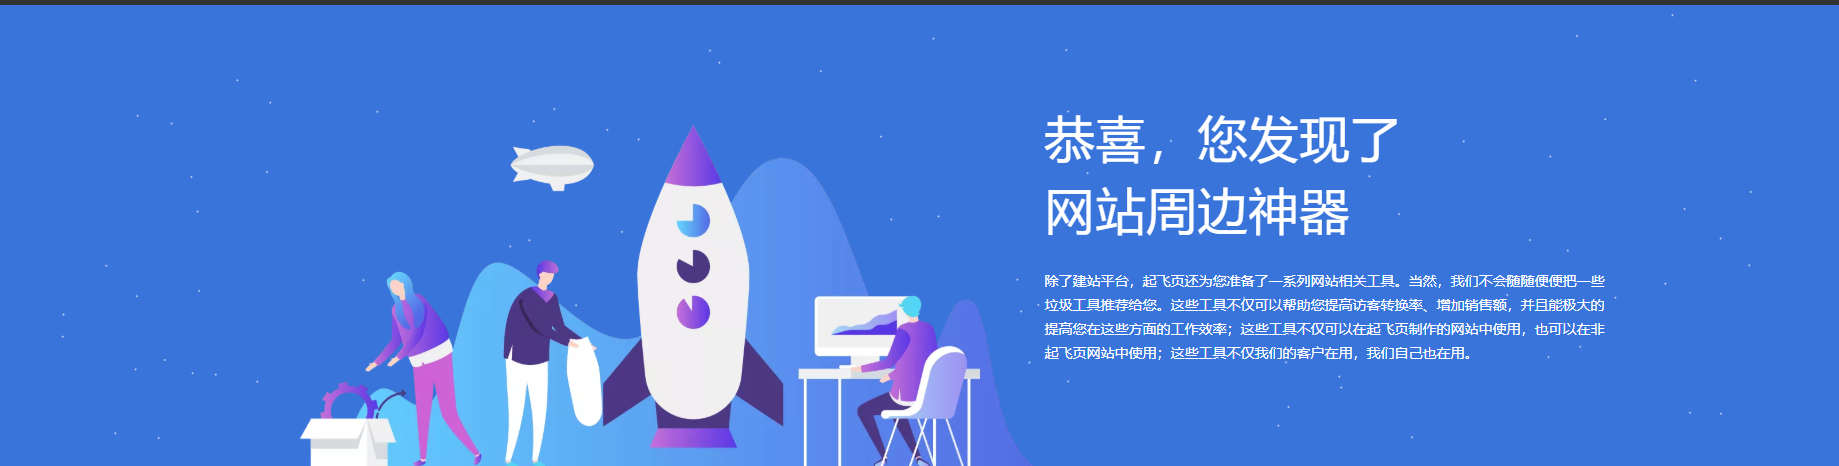 恭喜，您发现了
网站周边神器
除了建站平台，起飞页还为您准备了一系列网站相关工具。当然，我们不会随随便便把一些
垃圾工具推荐给您。这些工具不仅可以帮助您提高访客转换率、增加销售额，并且能极大的
提高您在这些方面的工作效率；这些工具不仅可以在起飞页制作的网站中使用，也可以在非
起飞页网站中使用；这些工具不仅我们的客户在用，我们自己也在用。